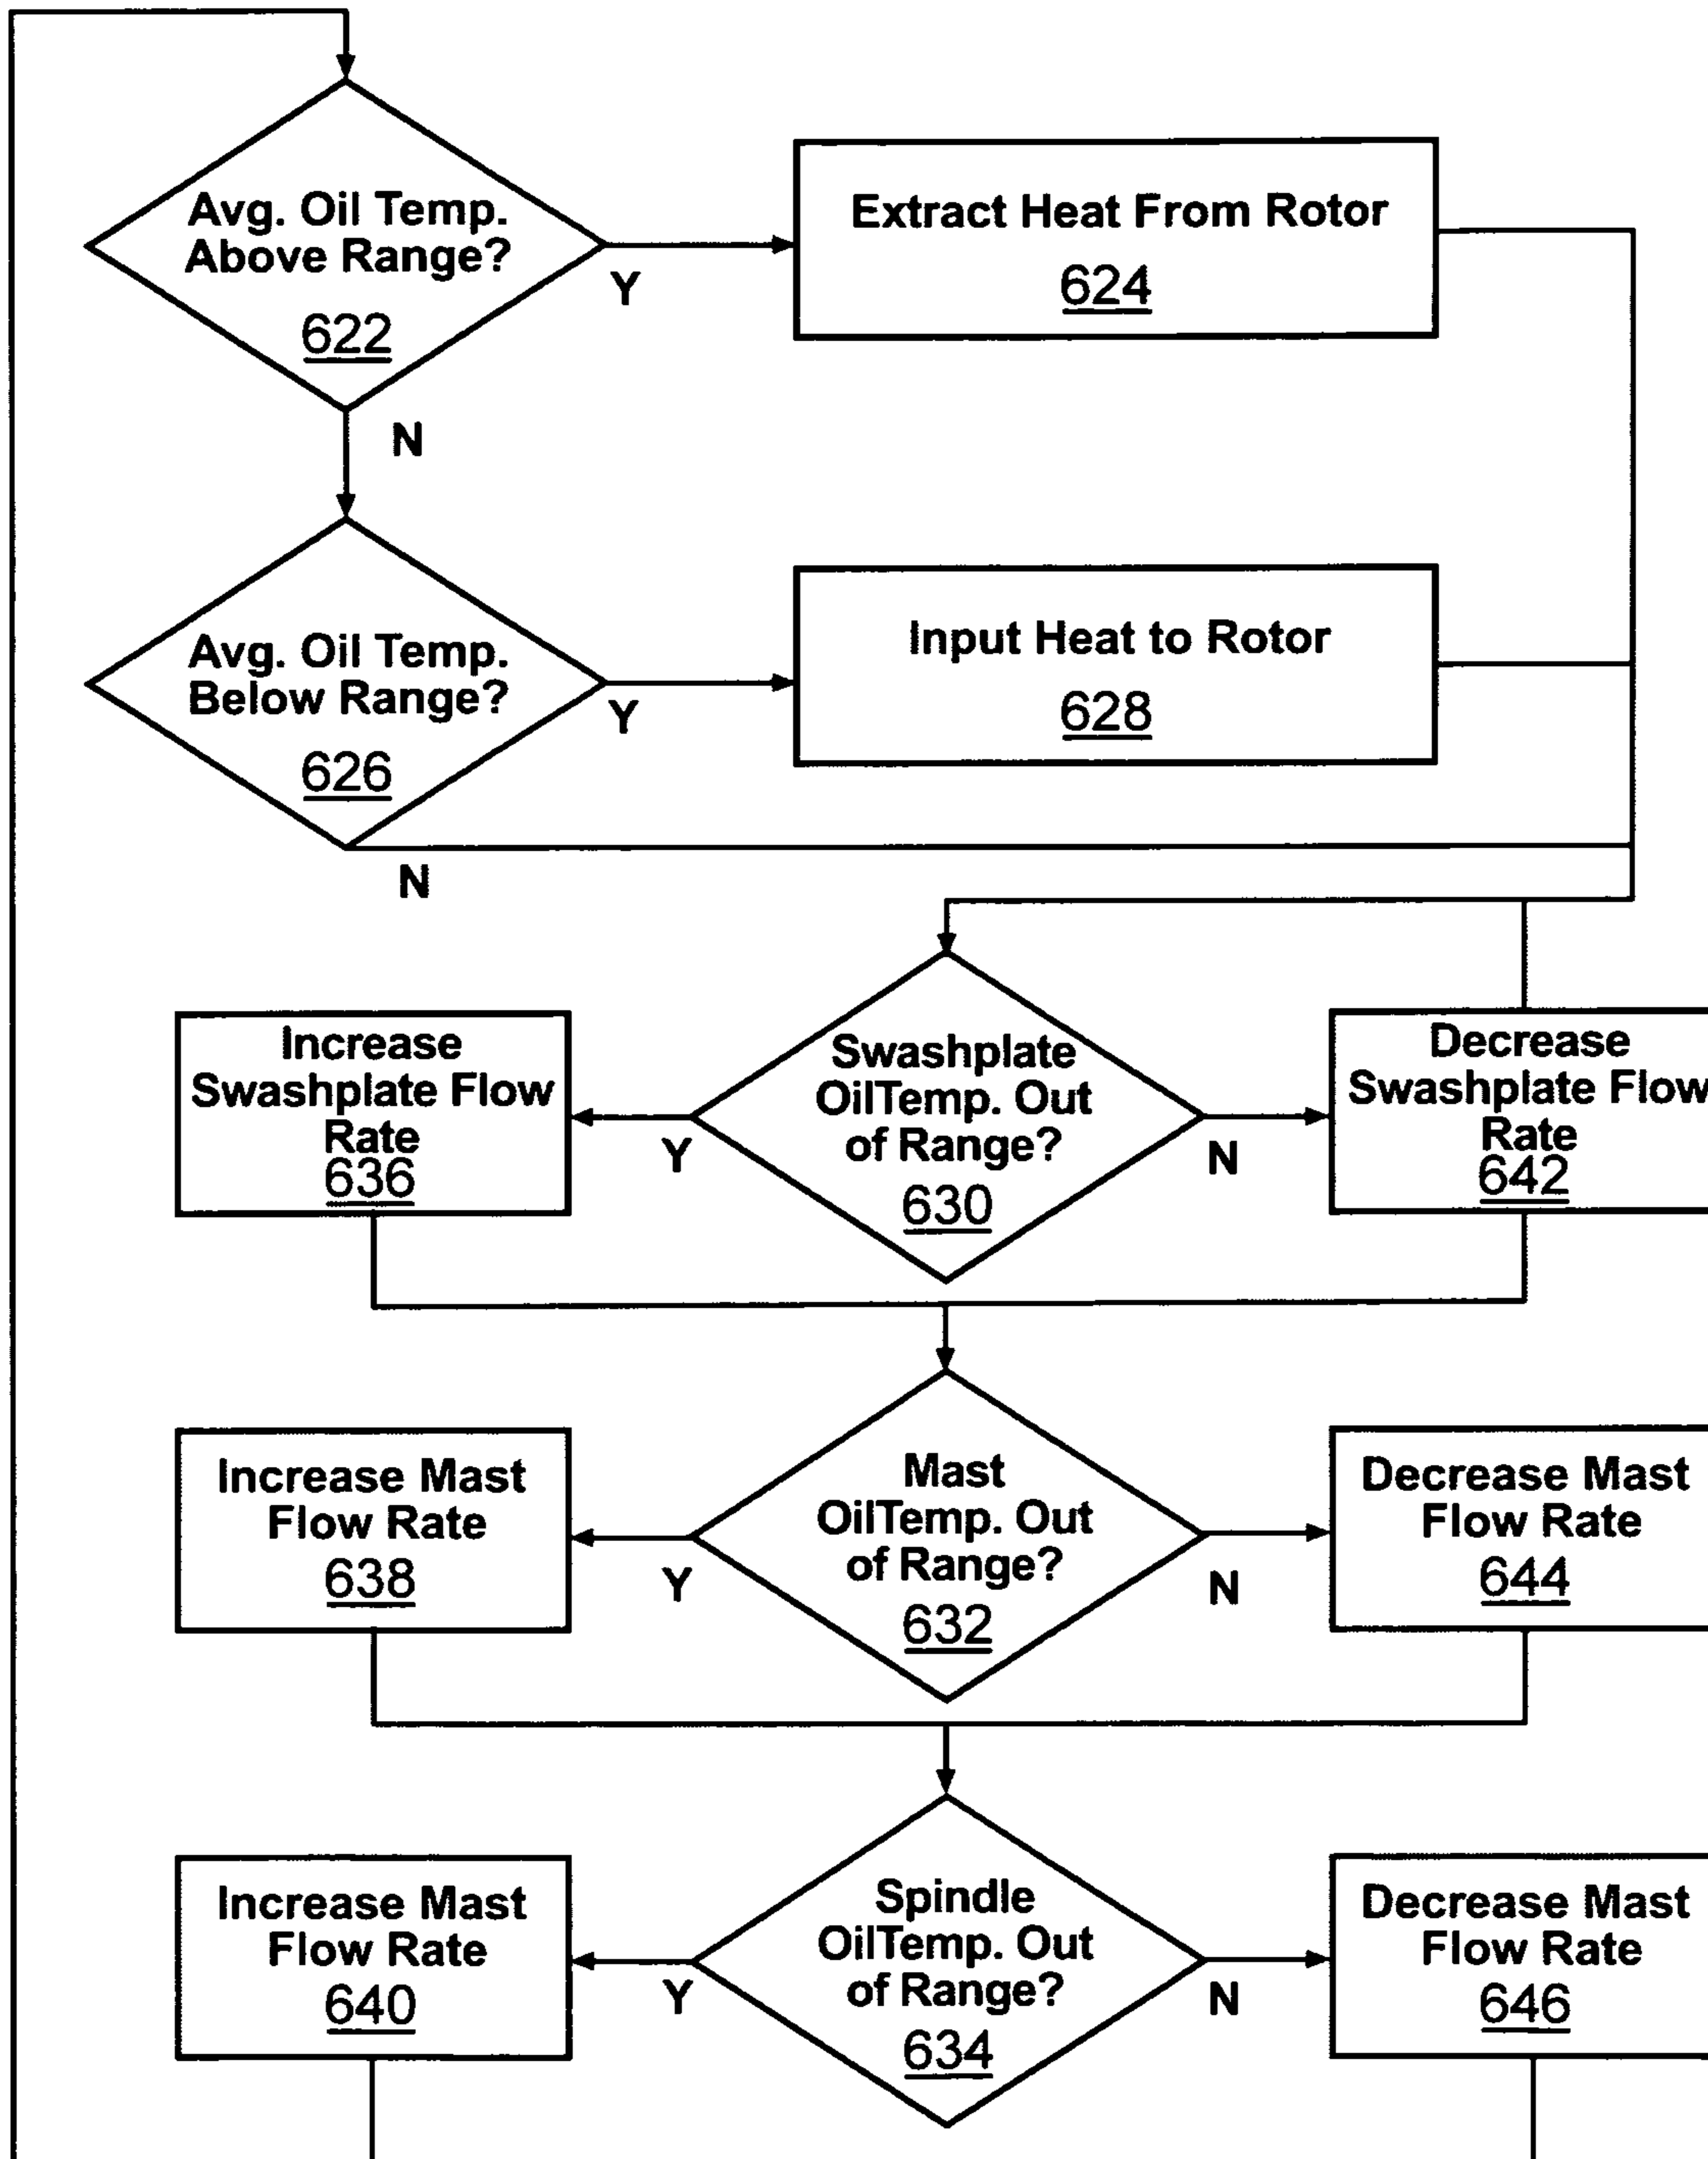 Avg. Oil Temp.
Above Range?
622
Y
N
Extract Heat From Rotor
624
Avg. Oil Temp.
Below Range?
626
Y
N
Input Heat to Rotor
628
Increase
Swashplate Flow
Rate
636
Y
Swashplate
OilTemp. Out
of Range?
630
N
Decrease
Swashplate Flow
Rate
642
Increase Mast
Flow Rate
638
Y
Mast
OilTemp. Out
of Range?
632
N
Decrease Mast
Flow Rate
644
Increase Mast
Flow Rate
640
Y
Spindle
OilTemp. Out
of Range?
634
N
Decrease Mast
Flow Rate
646